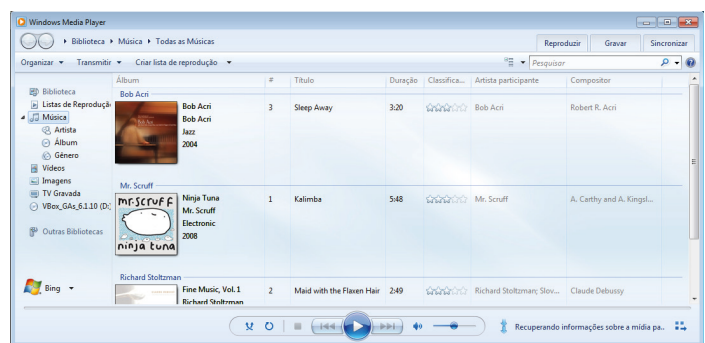 Windows Media Player
Biblioteca Música Todas as Músicas
Reproduzir Gravar Sincronizar
Organizar Transmitir Criar lista de reprodução Pesquisar
Álbum # Título Duração Classifica... Artista participante Compositor
Biblioteca
Listas de Reproduçã
Música
Artista
Álbum
Gênero
Vídeos
Imagens
TV Gravada
VBox_GAs_6.1.10 (D:)
Outras Bibliotecas
Bob Acri
Bob Acri 3 Sleep Away 3:20 Bob Acri Robert R. Acri
Bob Acri
Jazz
2004
Mr. Scruff
mr.scruff
ninja tuna
Ninja Tuna 1 Kalimba 5:48 Mr. Scruff A. Carthy and A. Kingsl...
Mr. Scruff
Electronic
2008
Richard Stoltzman
Fine Music, Vol. 1 2 Maid with the Flaxen Hair 2:49 Richard Stoltzman; Slov... Claude Debussy
Richard Stoltzman
Bing
Recuperando informações sobre a mídia pa..